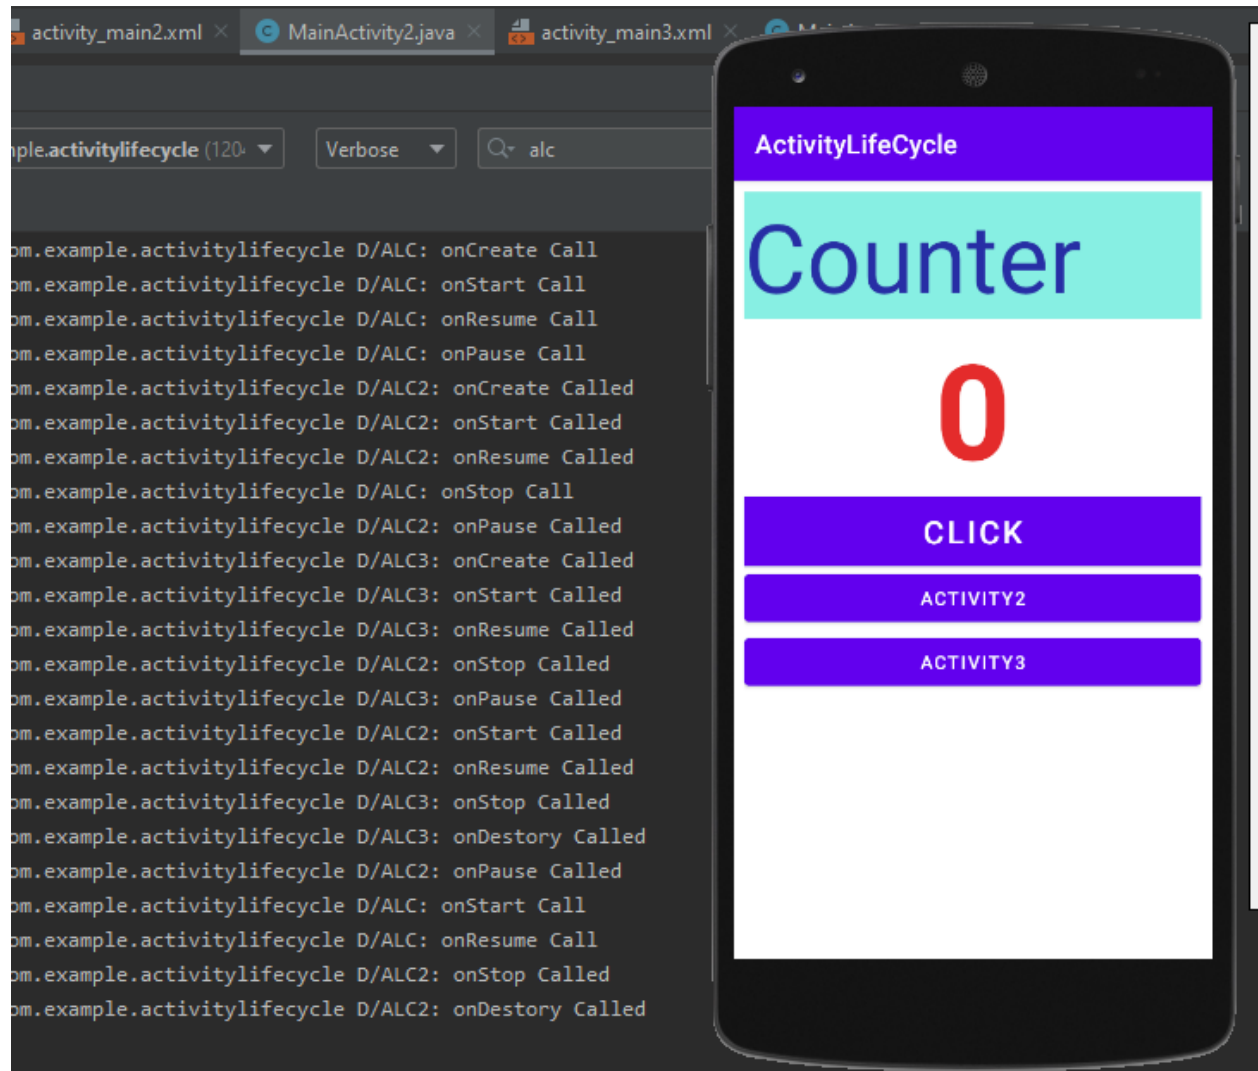 activity_main2.xml
MainActivity2.java
activity_main3.xml
ple.activitylifecycle (120
Verbose
alc
om.example.activitylifecycle D/ALC: onCreate Call
om.example.activitylifecycle D/ALC: onStart Call
om.example.activitylifecycle D/ALC: onResume Call
om.example.activitylifecycle D/ALC: onPause Call
om.example.activitylifecycle D/ALC2: onCreate Called
om.example.activitylifecycle D/ALC2: onStart Called
om.example.activitylifecycle D/ALC2: onResume Called
om.example.activitylifecycle D/ALC: onStop Call
om.example.activitylifecycle D/ALC2: onPause Called
om.example.activitylifecycle D/ALC3: onCreate Called
om.example.activitylifecycle D/ALC3: onStart Called
om.example.activitylifecycle D/ALC3: onResume Called
om.example.activitylifecycle D/ALC2: onStop Called
om.example.activitylifecycle D/ALC3: onPause Called
om.example.activitylifecycle D/ALC2: onStart Called
om.example.activitylifecycle D/ALC2: onResume Called
om.example.activitylifecycle D/ALC3: onStop Called
om.example.activitylifecycle D/ALC3: onDestory Called
om.example.activitylifecycle D/ALC2: onPause Called
om.example.activitylifecycle D/ALC: onStart Call
om.example.activitylifecycle D/ALC: onResume Call
om.example.activitylifecycle D/ALC2: onStop Called
om.example.activitylifecycle D/ALC2: onDestory Called
ActivityLifeCycle
Counter
0
CLICK
ACTIVITY2
ACTIVITY3